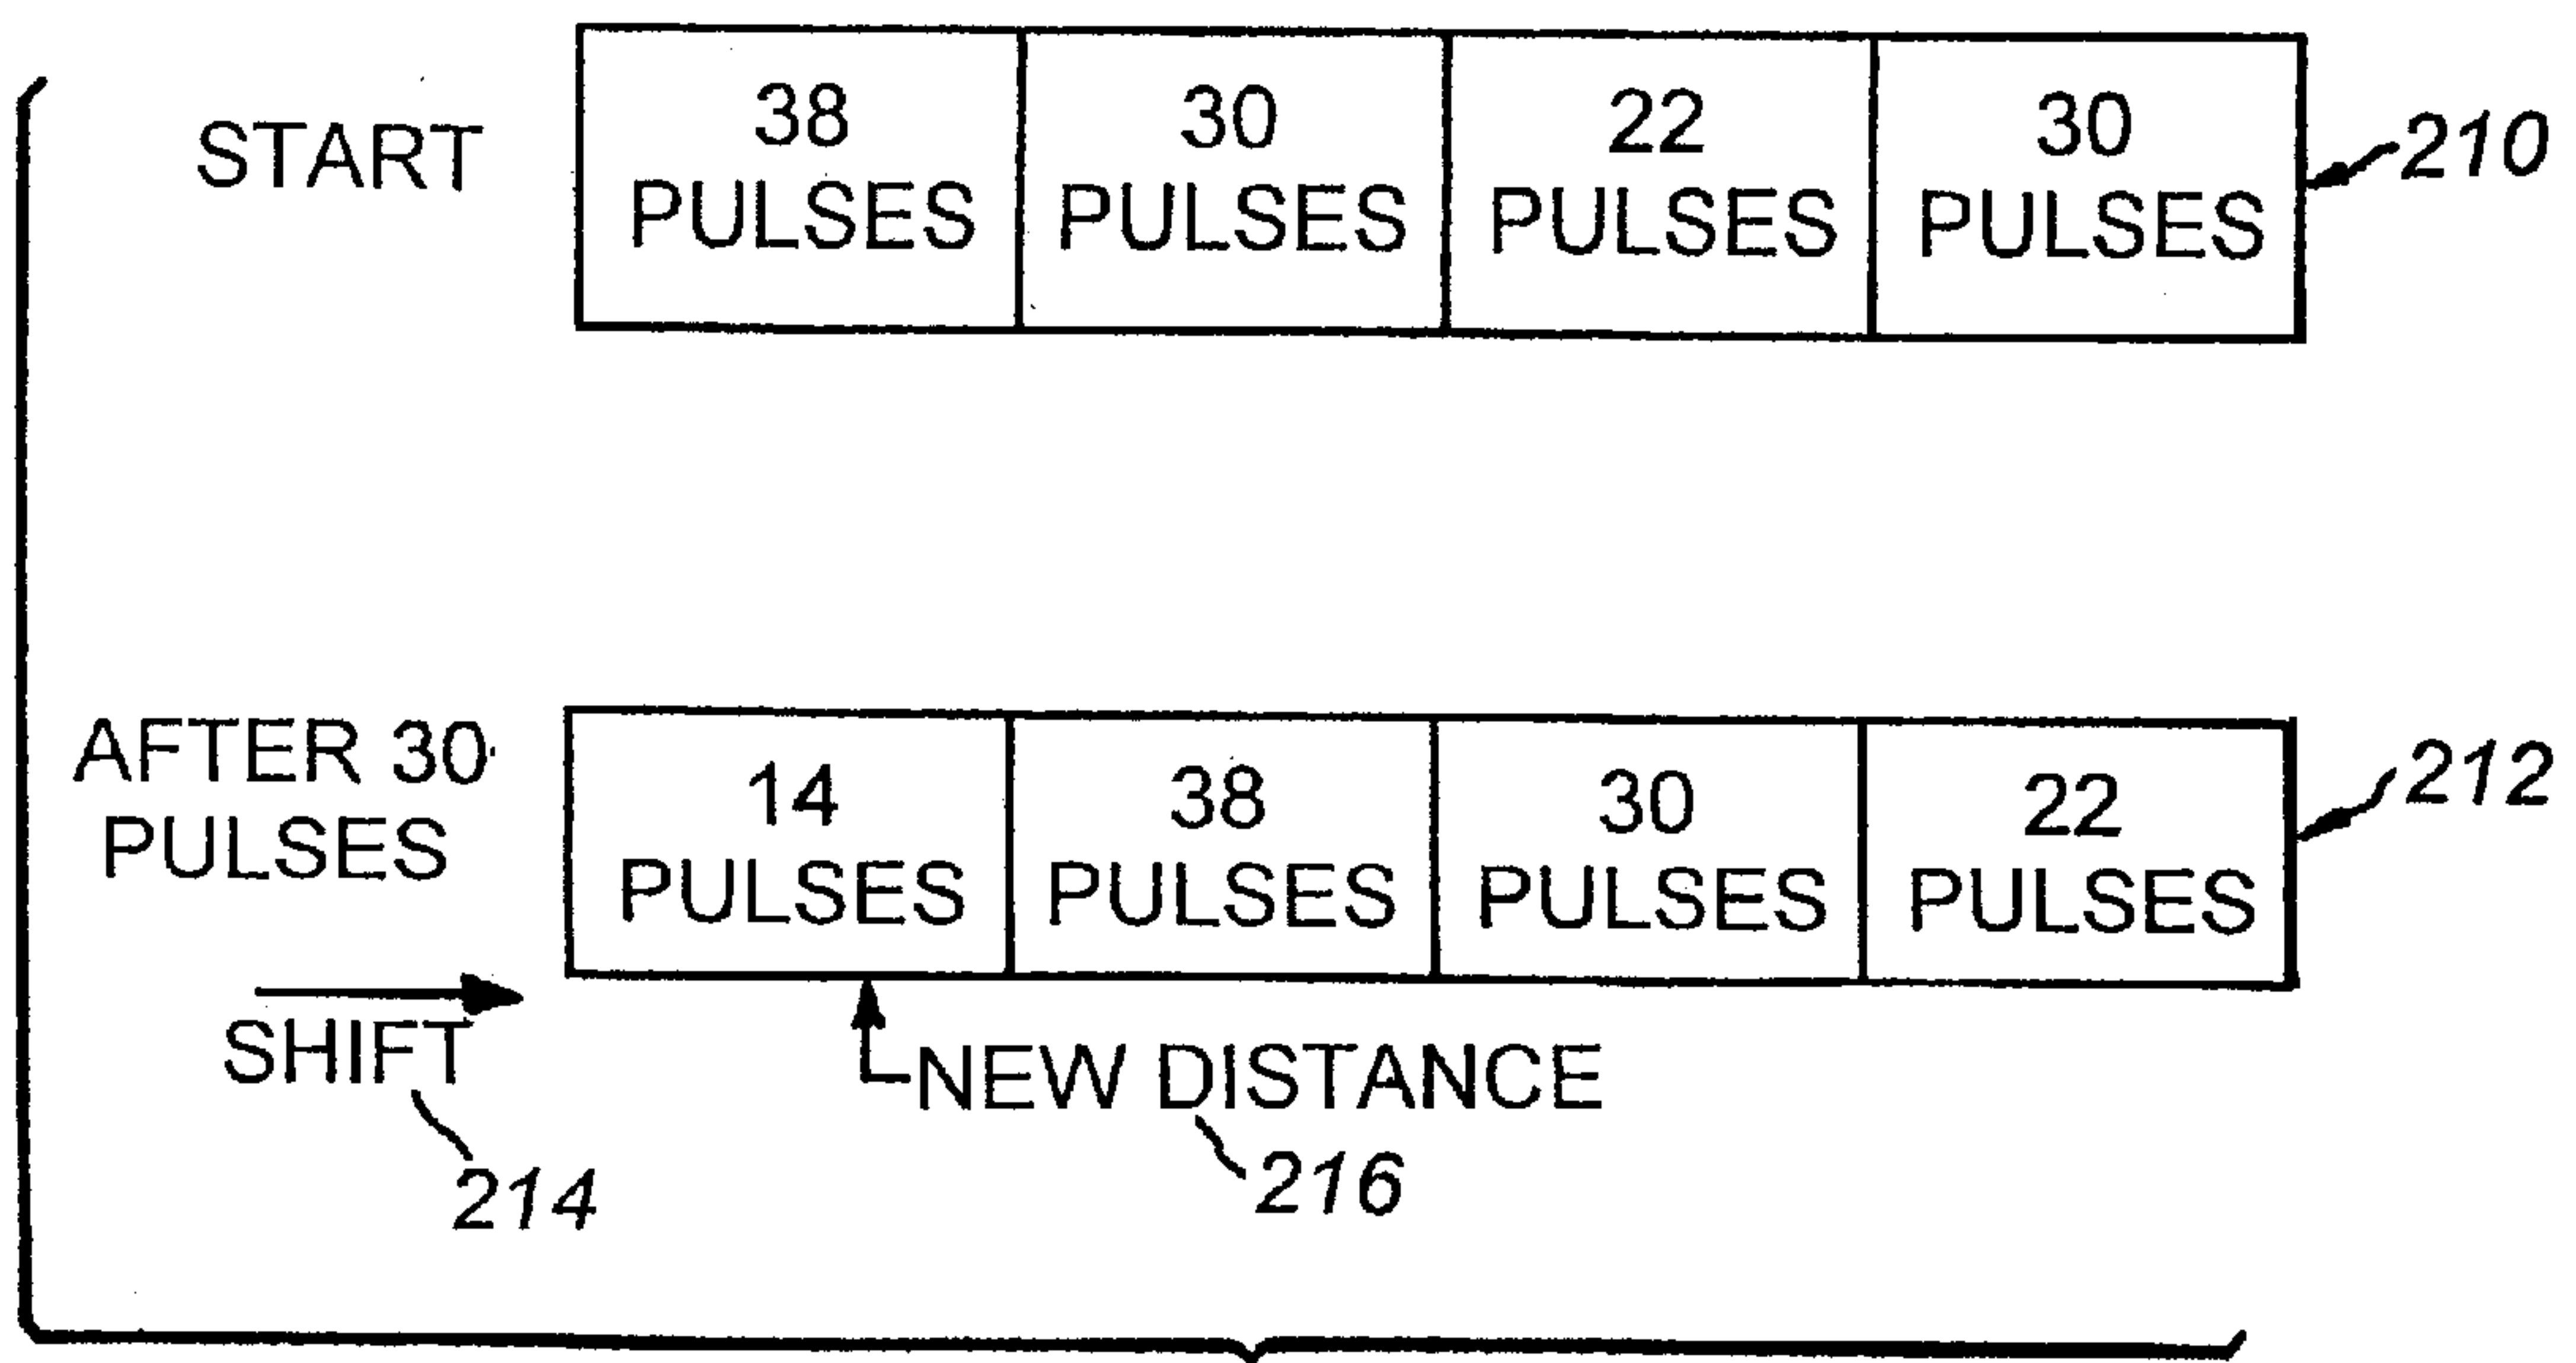 START
38 PULSES
30 PULSES
22 PULSES
30 PULSES
210
AFTER 30
PULSES
14 PULSES
38 PULSES
30 PULSES
22 PULSES
212
SHIFT
214
NEW DISTANCE
216